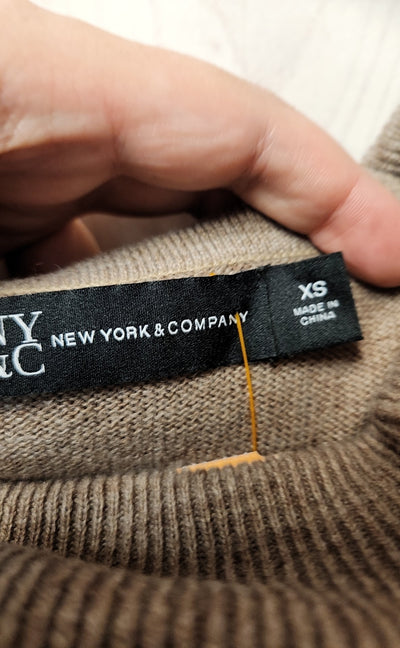 NY
&C
NEW YORK & COMPANY
XS
MADE IN
CHINA